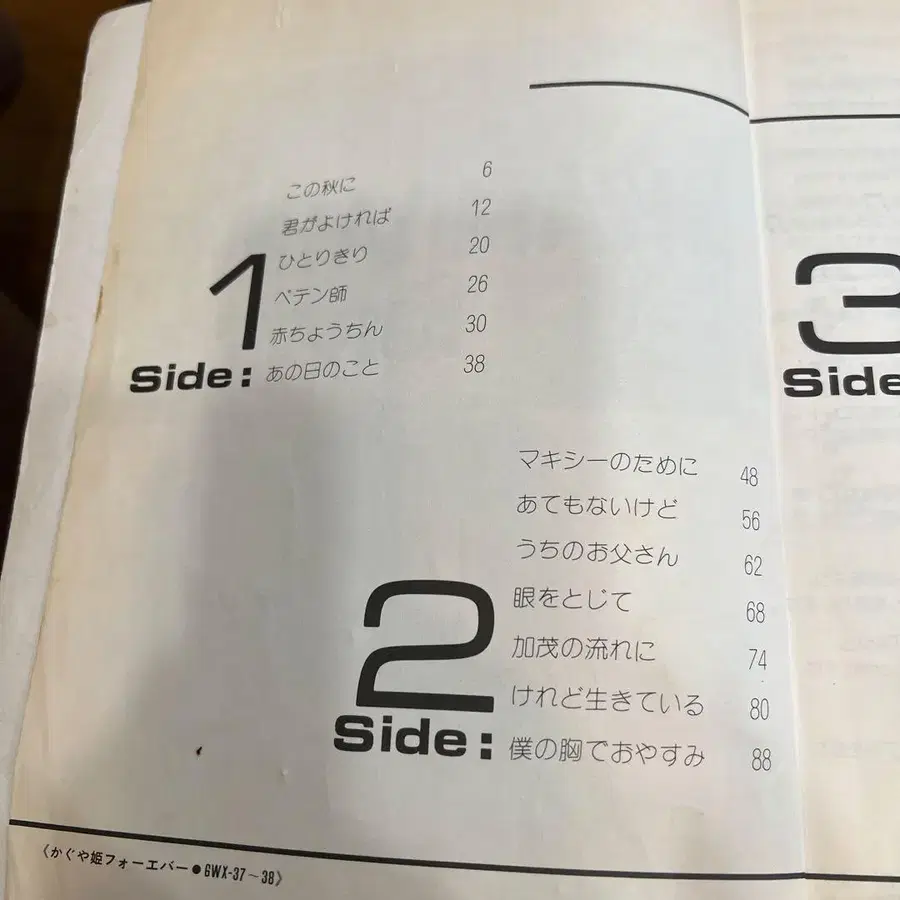 この秋に 6
君がよければ 12
ひとりきり 20
ペテン師 26
赤ちょうちん 30
あの日のこと 38
1
Side:
マキシーのために 48
あてもないけど 56
うちのお父さん 62
眼をとじて 68
加茂の流れに 74
けれど生きている 80
僕の胸でおやすみ 88
2
Side:
3
Side
《かぐや姫フォーエバー●GWX-37~38》